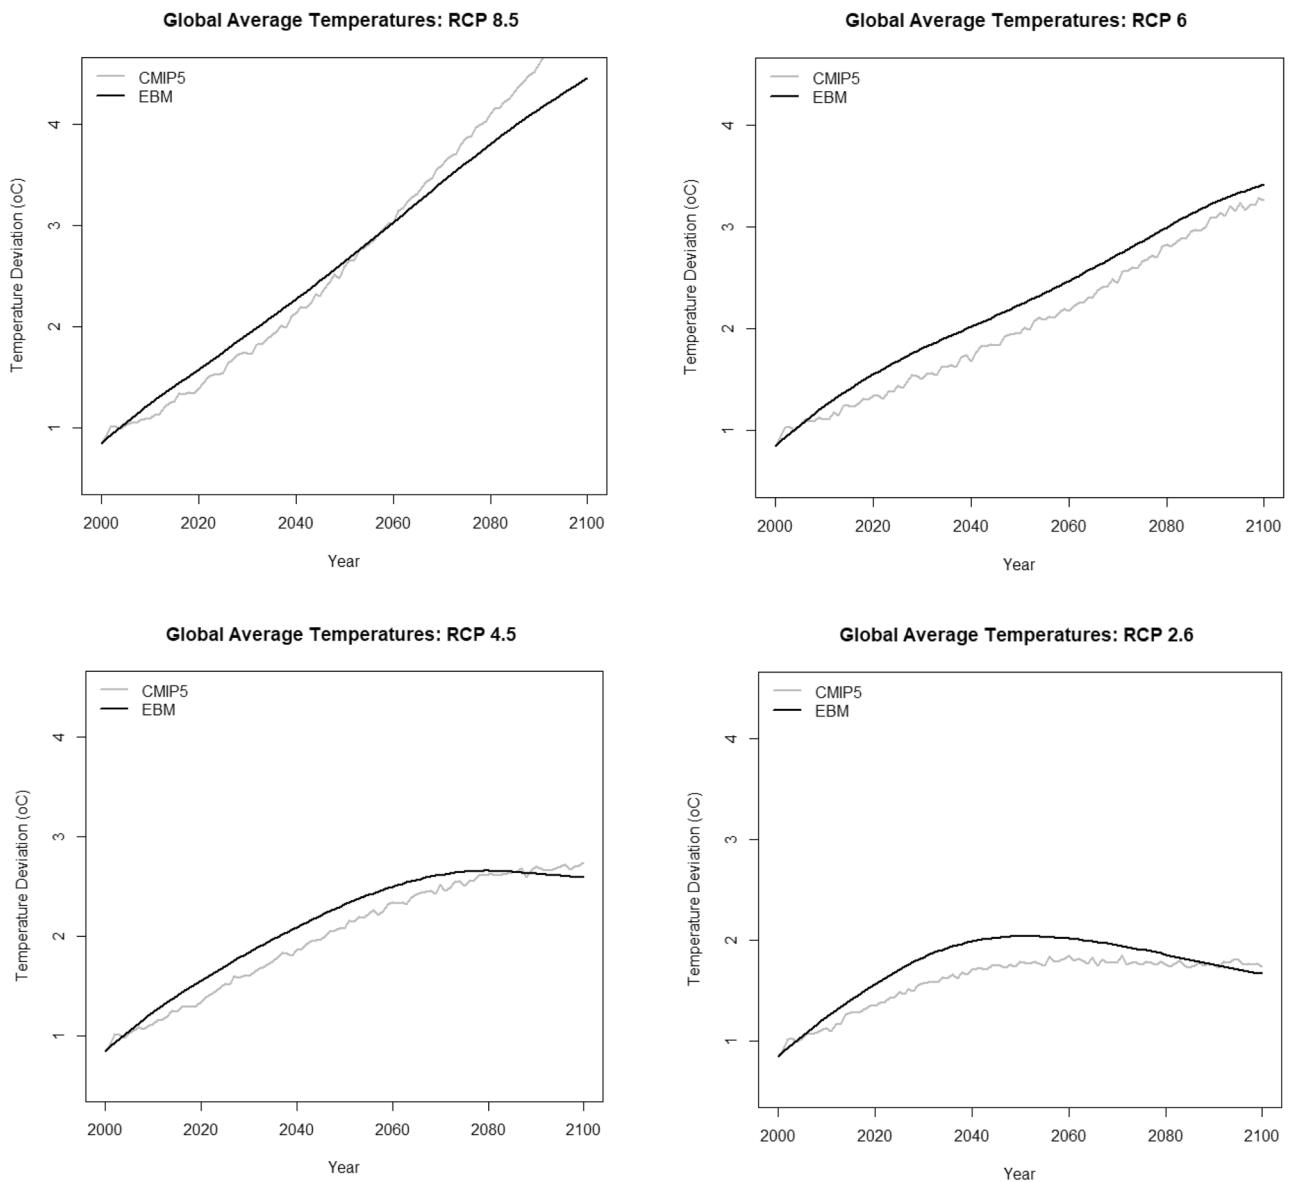 Global Average Temperatures: RCP 8.5
CMIP5
EBM
Temperature Deviation (oC)
4
3
2
1
2000 2020 2040 2060 2080 2100
Year
Global Average Temperatures: RCP 6
CMIP5
EBM
Temperature Deviation (oC)
4
3
2
1
2000 2020 2040 2060 2080 2100
Year
Global Average Temperatures: RCP 4.5
CMIP5
EBM
Temperature Deviation (oC)
4
3
2
1
2000 2020 2040 2060 2080 2100
Year
Global Average Temperatures: RCP 2.6
CMIP5
EBM
Temperature Deviation (oC)
4
3
2
1
2000 2020 2040 2060 2080 2100
Year